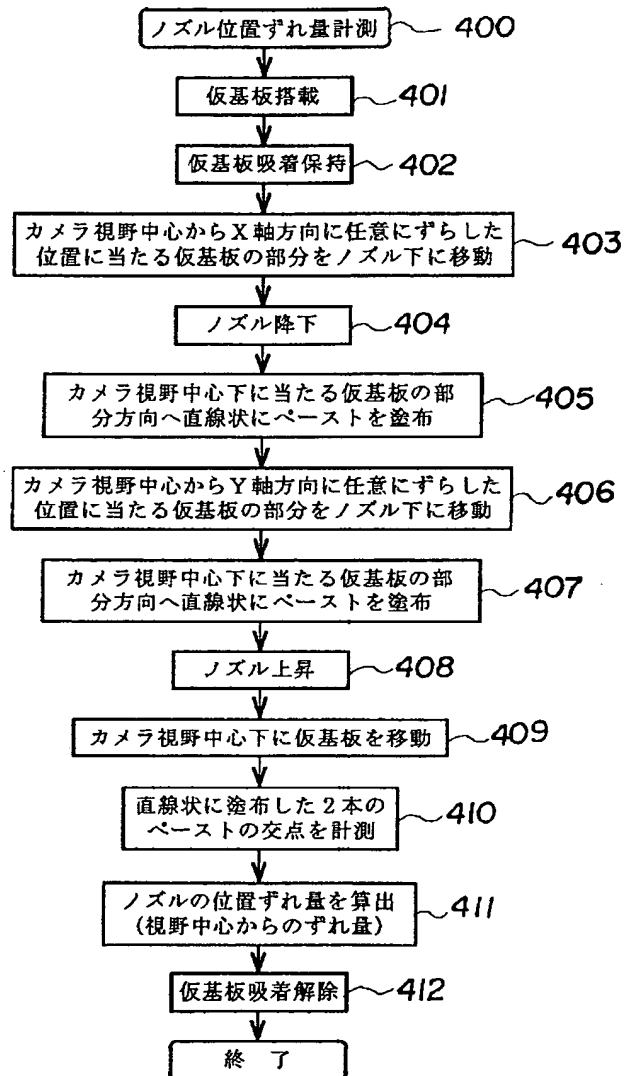 ノズル位置ずれ量計測 400
仮基板搭載 401
仮基板吸着保持 402
カメラ視野中心からX軸方向に任意にずらした
位置に当たる仮基板の部分をノズル下に移動 403
ノズル降下 404
カメラ視野中心下に当たる仮基板の部
分方向へ直線状にペーストを塗布 405
カメラ視野中心からY軸方向に任意にずらした
位置に当たる仮基板の部分をノズル下に移動 406
カメラ視野中心下に当たる仮基板の部
分方向へ直線状にペーストを塗布 407
ノズル上昇 408
カメラ視野中心下に仮基板を移動 409
直線状に塗布した2本の
ペーストの交点を計測 410
ノズルの位置ずれ量を算出
(視野中心からのずれ量) 411
仮基板吸着解除 412
終 了